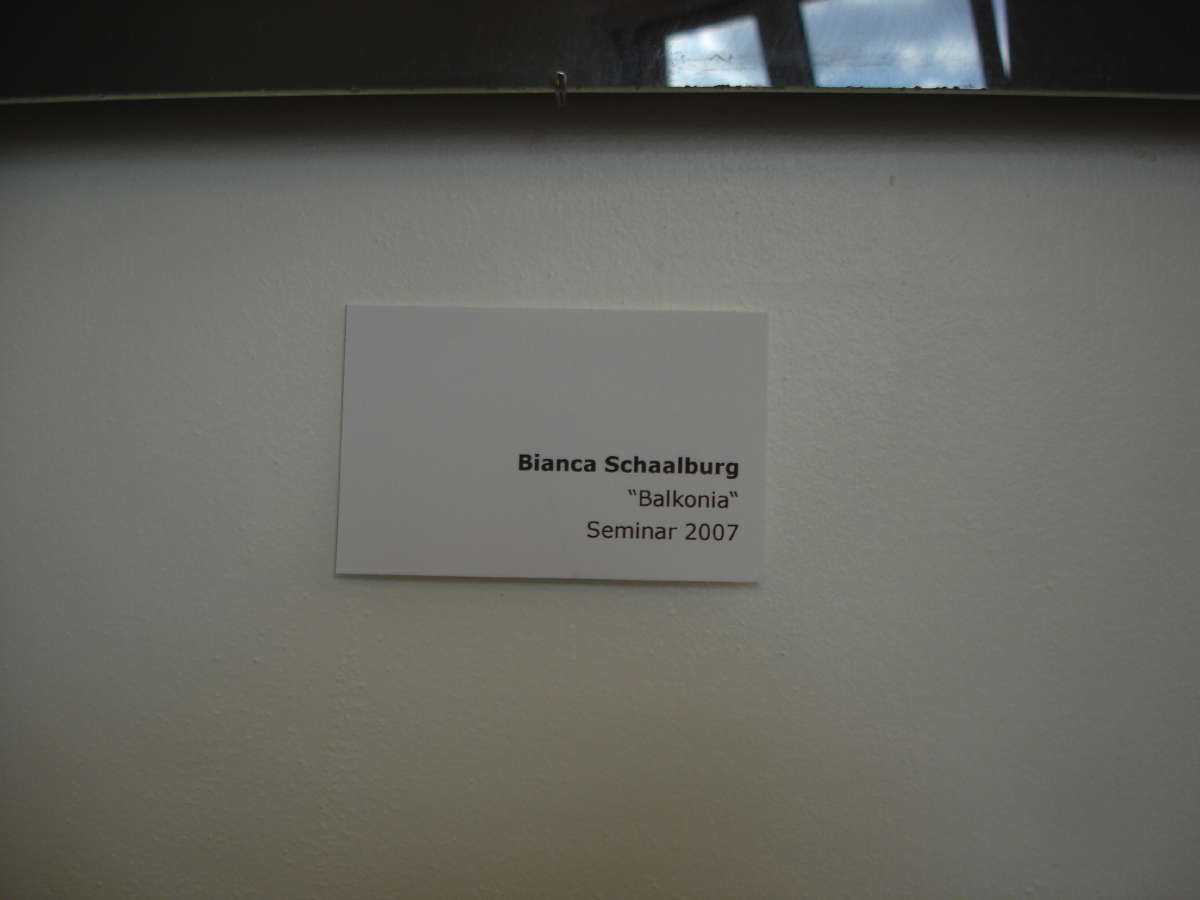 Bianca Schaalburg
‟Balkonia“
Seminar 2007